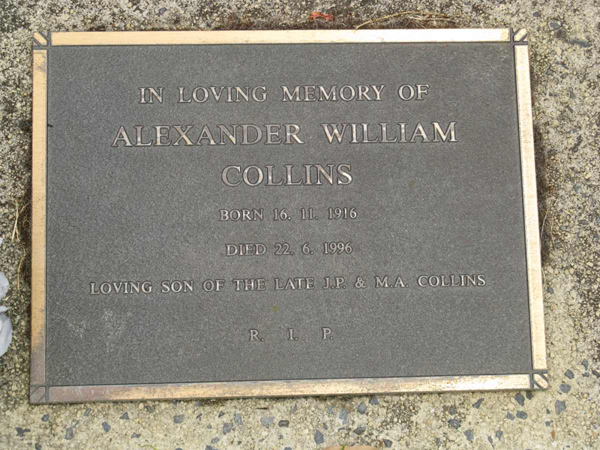 IN LOVING MEMORY OF
ALEXANDER WILLIAM
COLLINS
BORN 16. 11. 1916
DIED 22. 6. 1996
LOVING SON OF THE LATE J.P. & M.A. COLLINS
R. I. P.